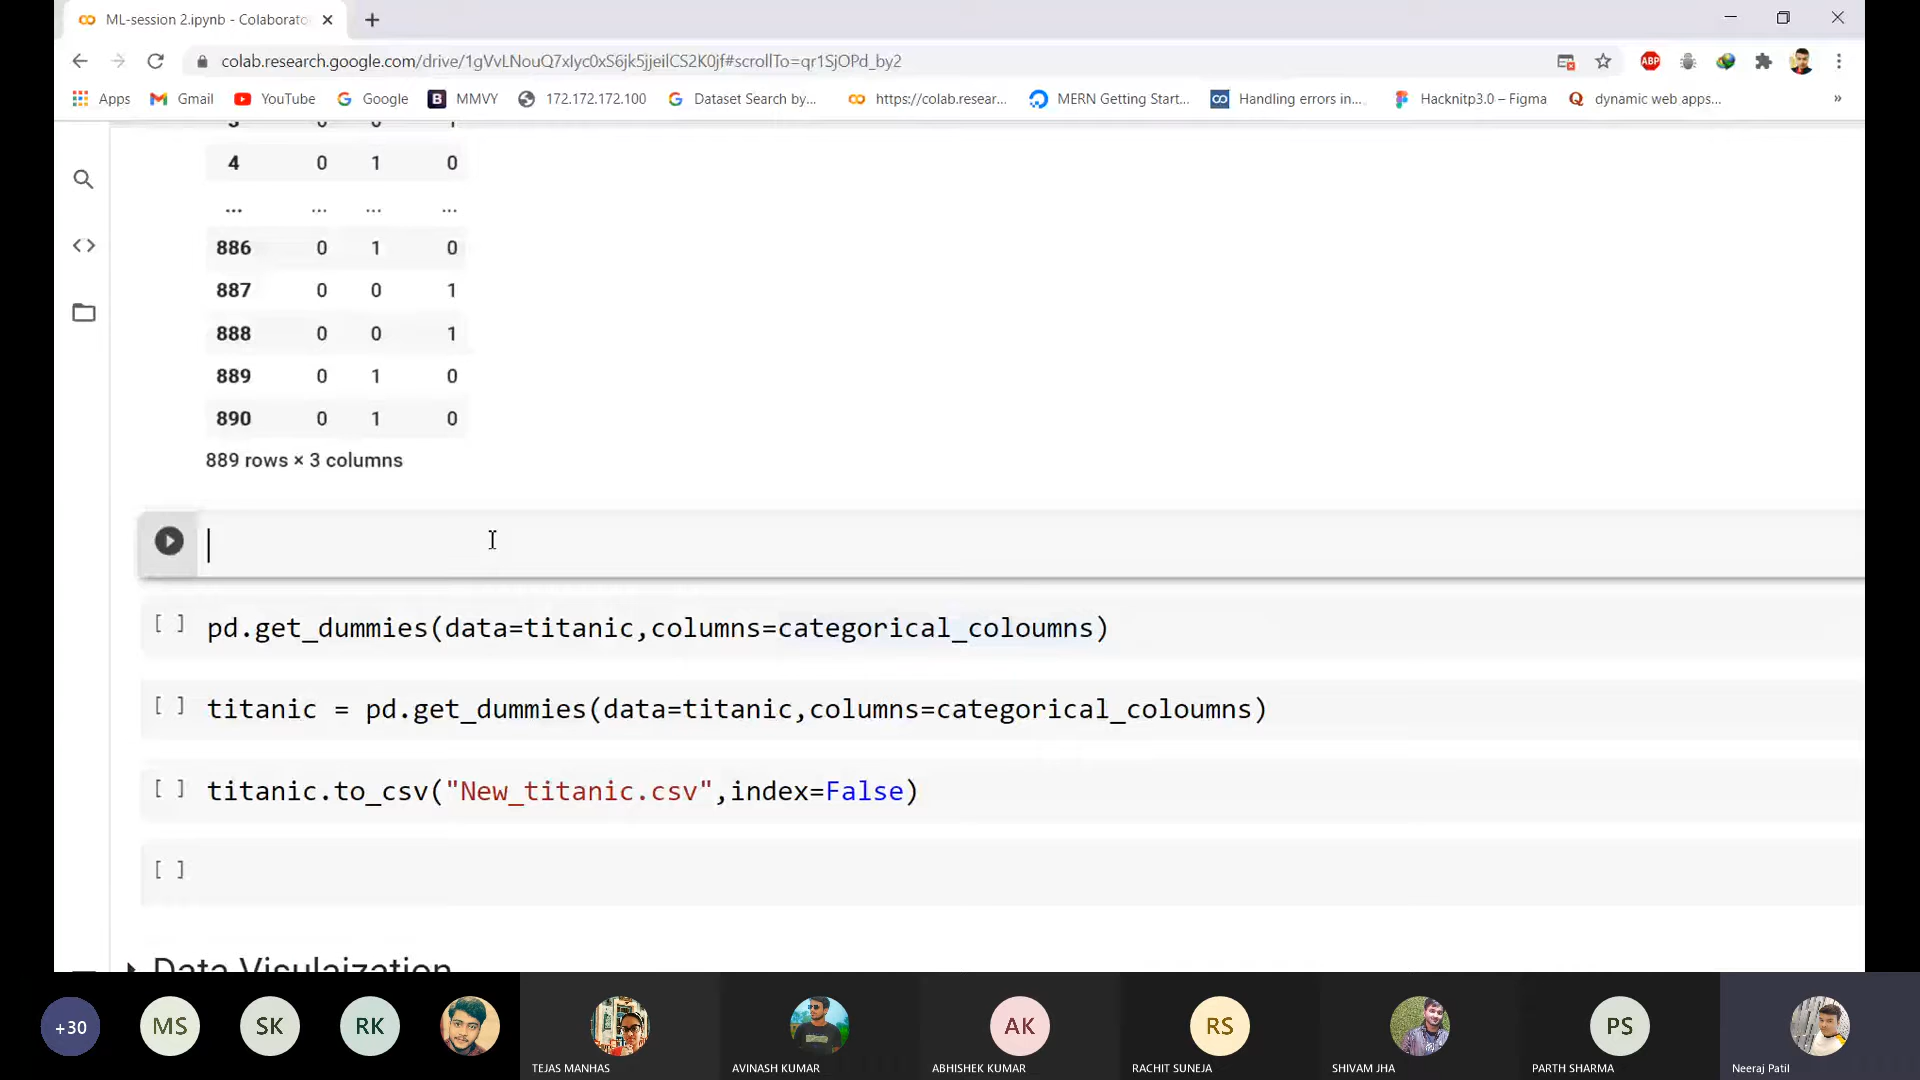 ML-session 2.ipynb - Colaborato
colab.research.google.com/drive/1gVvLNouQ7xIyc0xS6jk5jjeilCS2K0jf#scrollTo=qr1SjOPd_by2
ABP
Apps Gmail YouTube Google B MMVY 172.172.172.100 Dataset Search by... https://colab.resear... MERN Getting Start... Handling errors in... Hacknitp3.0 – Figma dynamic web apps... »
4 0 1 0
... ... ... ...
886 0 1 0
887 0 0 1
888 0 0 1
889 0 1 0
890 0 1 0
889 rows × 3 columns
[ ] pd.get_dummies(data=titanic,columns=categorical_coloumns)
[ ] titanic = pd.get_dummies(data=titanic,columns=categorical_coloumns)
[ ] titanic.to_csv("New_titanic.csv",index=False)
[ ]
Data Visulaization
+30 MS SK RK AK RS PS
TEJAS MANHAS AVINASH KUMAR ABHISHEK KUMAR RACHIT SUNEJA SHIVAM JHA PARTH SHARMA Neeraj Patil